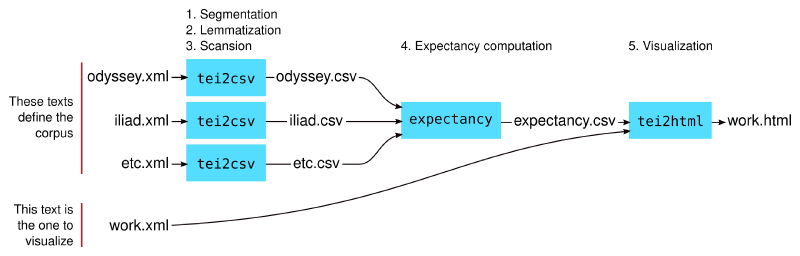 1. Segmentation
2. Lemmatization
3. Scansion
4. Expectancy computation
5. Visualization
These texts
define the
corpus
odyssey.xml
tei2csv
odyssey.csv
iliad.xml
tei2csv
iliad.csv
etc.xml
tei2csv
etc.csv
expectancy
expectancy.csv
tei2html
work.html
This text is
the one to
visualize
work.xml